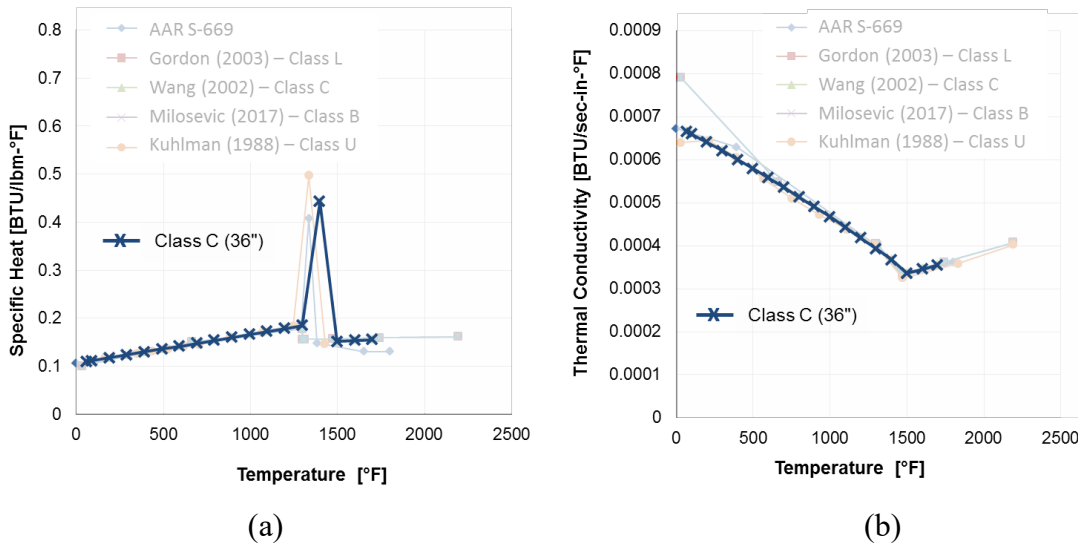 Specific Heat [BTU/lbm-°F]
0.8
0.7
0.6
0.5
0.4
0.3
0.2
0.1
0
AAR S-669
Gordon (2003) – Class L
Wang (2002) – Class C
Milosevic (2017) – Class B
Kuhlman (1988) – Class U
Class C (36")
0 500 1000 1500 2000 2500
Temperature [°F]
(a)
Thermal Conductivity [BTU/sec-in-°F]
0.0009
0.0008
0.0007
0.0006
0.0005
0.0004
0.0003
0.0002
0.0001
0
AAR S-669
Gordon (2003) – Class L
Wang (2002) – Class C
Milosevic (2017) – Class B
Kuhlman (1988) – Class U
Class C (36")
0 500 1000 1500 2000 2500
Temperature [°F]
(b)